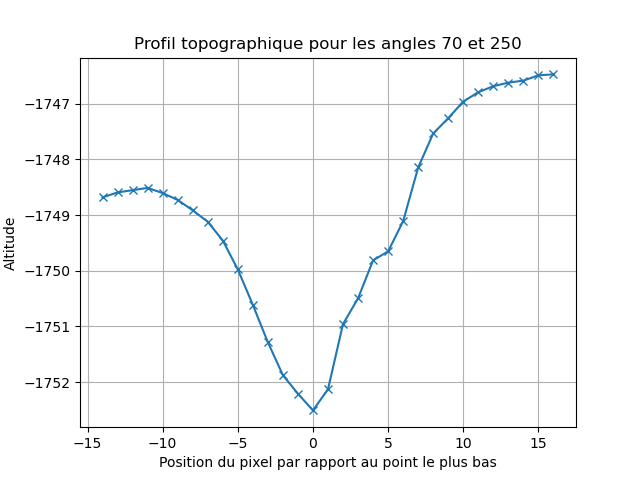 Profil topographique pour les angles 70 et 250
−1747
−1748
−1749
−1750
−1751
−1752
Altitude
−15 −10 −5 0 5 10 15
Position du pixel par rapport au point le plus bas